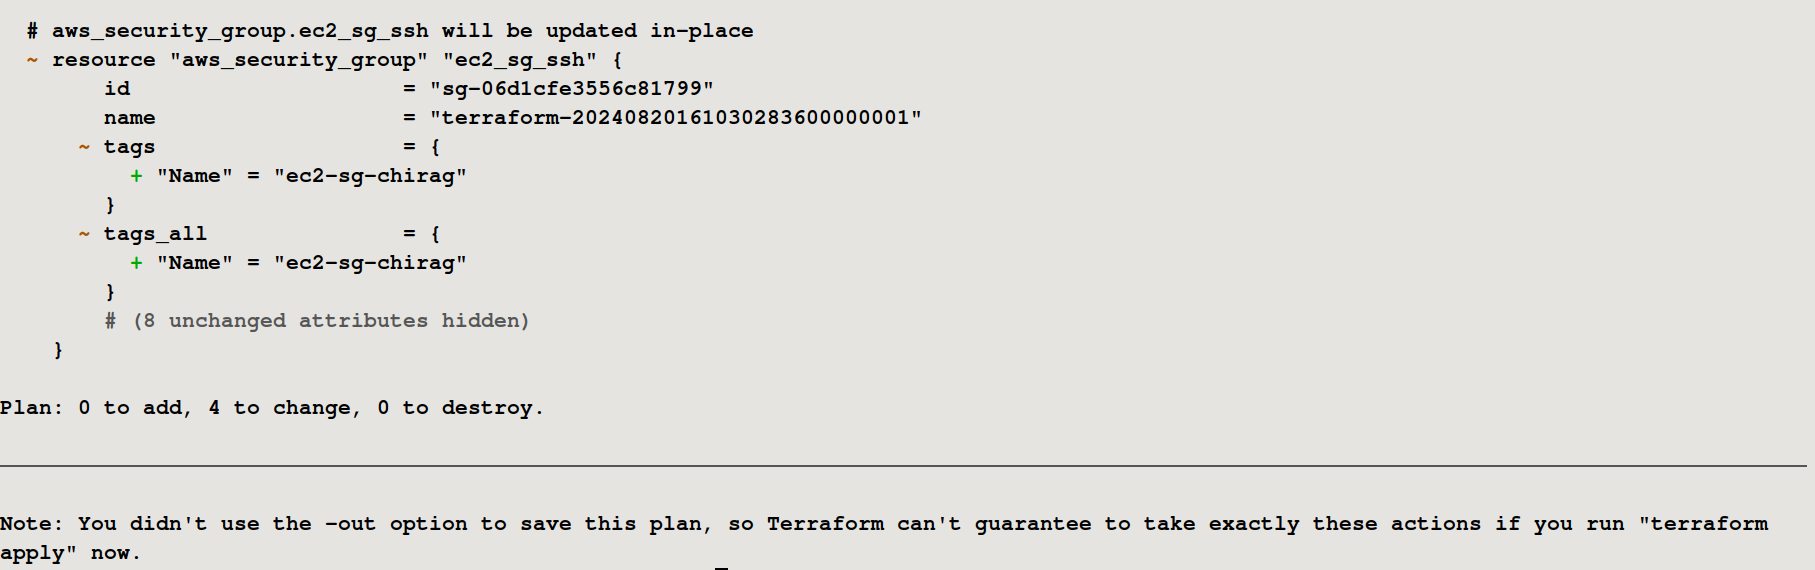 # aws_security_group.ec2_sg_ssh will be updated in-place
~ resource "aws_security_group" "ec2_sg_ssh" {
id = "sg-06d1cfe3556c81799"
name = "terraform-20240820161030283600000001"
~ tags = {
+ "Name" = "ec2-sg-chirag"
}
~ tags_all = {
+ "Name" = "ec2-sg-chirag"
}
# (8 unchanged attributes hidden)
}
Plan: 0 to add, 4 to change, 0 to destroy.
Note: You didn't use the -out option to save this plan, so Terraform can't guarantee to take exactly these actions if you run "terraform
apply" now.